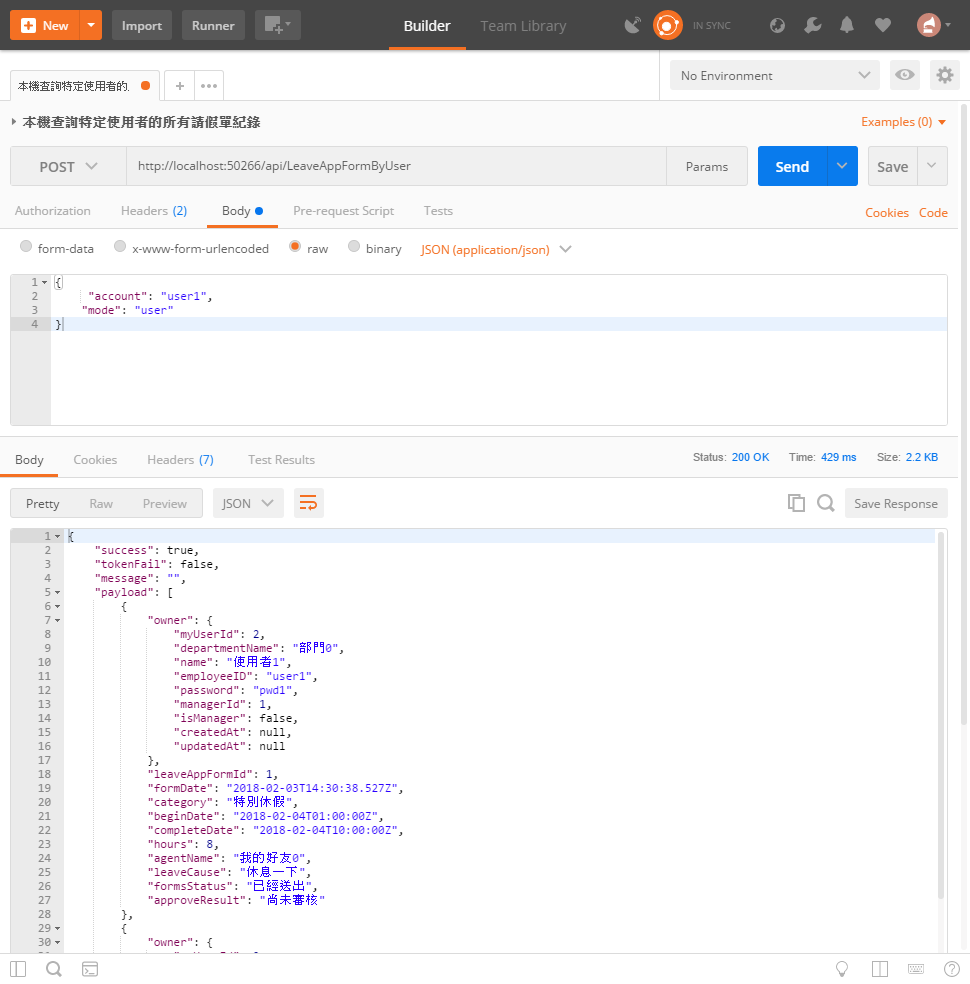 New Import Runner Builder Team Library IN SYNC
本機查詢特定使用者的. + ••• No Environment
本機查詢特定使用者的所有請假單紀錄 Examples (0)
POST http://localhost:50266/api/LeaveAppFormByUser Params Send Save
Authorization Headers (2) Body Pre-request Script Tests Cookies Code
form-data x-www-form-urlencoded raw binary JSON (application/json)
1 {
2 "account": "user1",
3 "mode": "user"
4 }
Body Cookies Headers (7) Test Results Status: 200 OK Time: 429 ms Size: 2.2 KB
Pretty Raw Preview JSON Save Response
1 {
2 "success": true,
3 "tokenFail": false,
4 "message": "",
5 "payload": [
6 {
7 "owner": {
8 "myUserId": 2,
9 "departmentName": "部門0",
10 "name": "使用者1",
11 "employeeID": "user1",
12 "password": "pwd1",
13 "managerId": 1,
14 "isManager": false,
15 "createdAt": null,
16 "updatedAt": null
17 },
18 "leaveAppFormId": 1,
19 "formDate": "2018-02-03T14:30:38.527Z",
20 "category": "特別休假",
21 "beginDate": "2018-02-04T01:00:00Z",
22 "completeDate": "2018-02-04T10:00:00Z",
23 "hours": 8,
24 "agentName": "我的好友0",
25 "leaveCause": "休息一下",
26 "formsStatus": "已經送出",
27 "approveResult": "尚未審核"
28 },
29 {
30 "owner": {